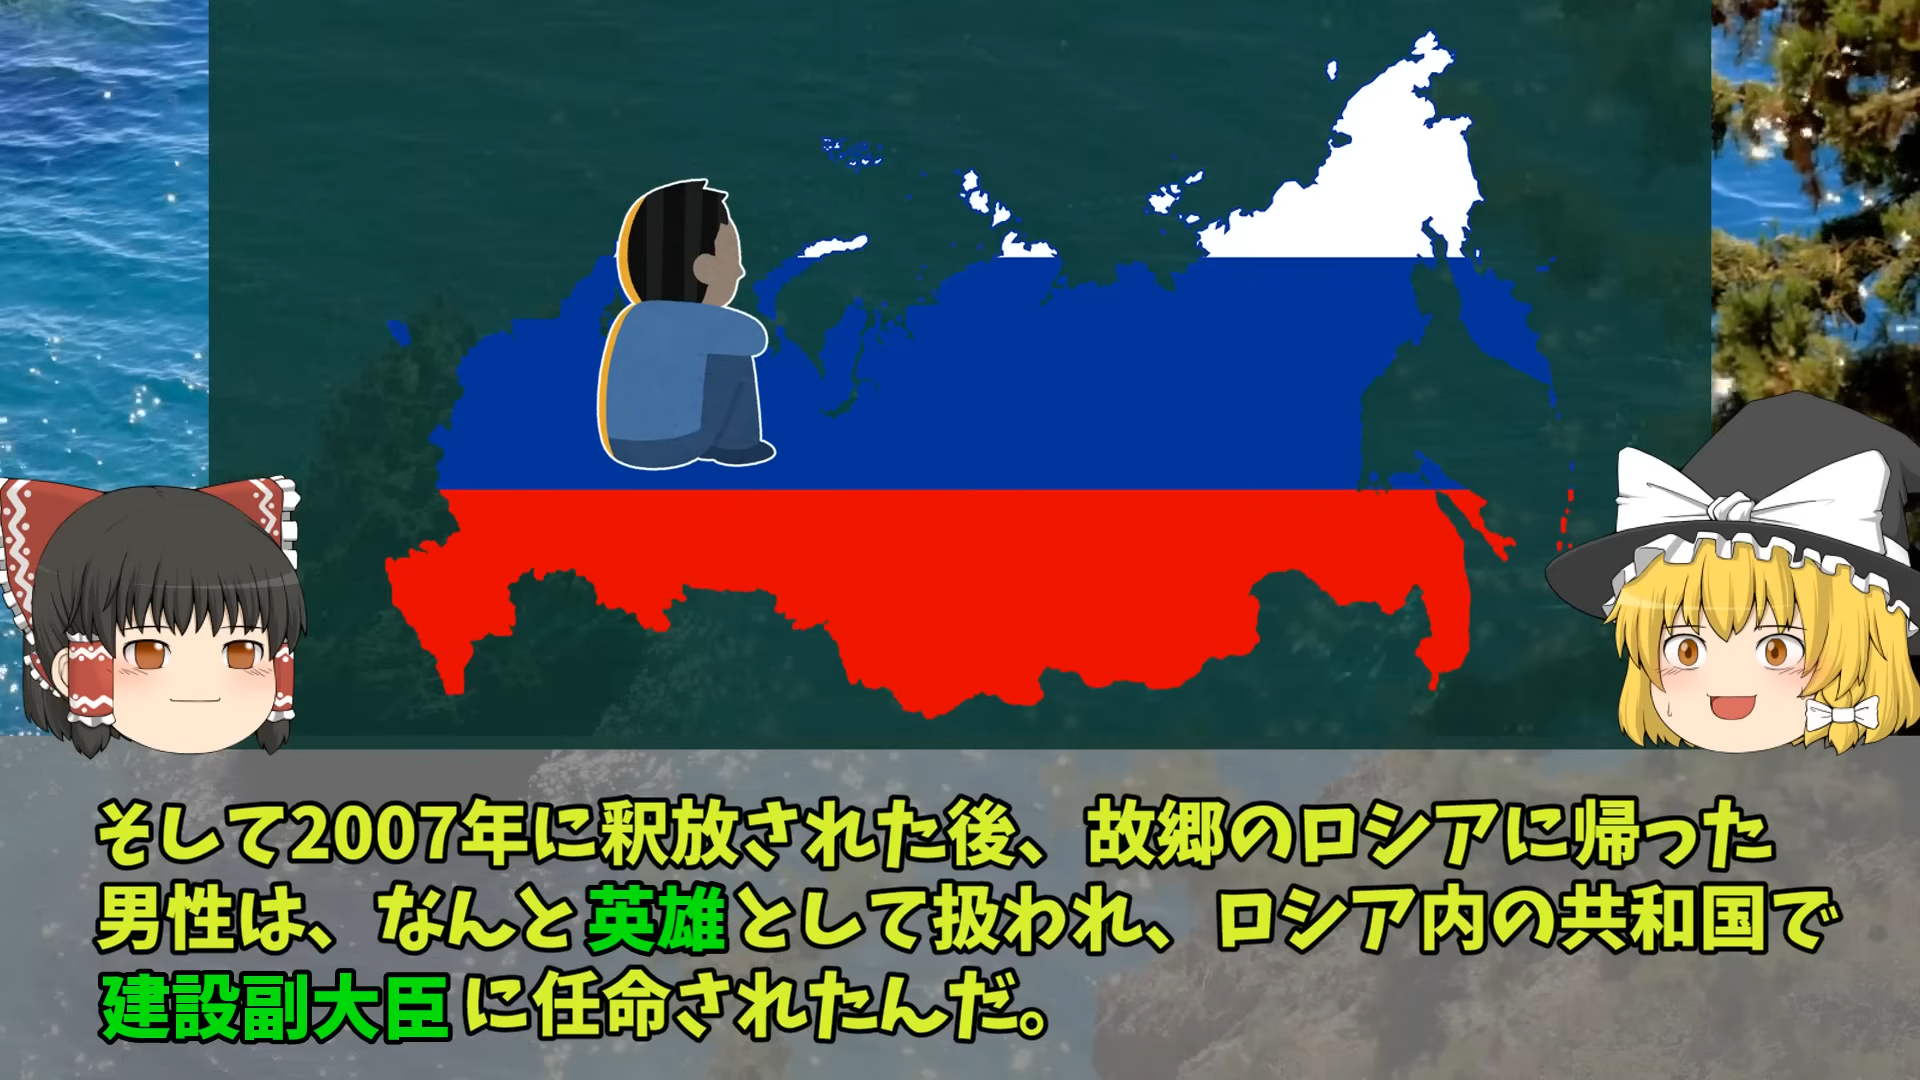 そして2007年に釈放された後、故郷のロシアに帰った
男性は、なんと英雄として扱われ、ロシア内の共和国で
建設副大臣に任命されたんだ。